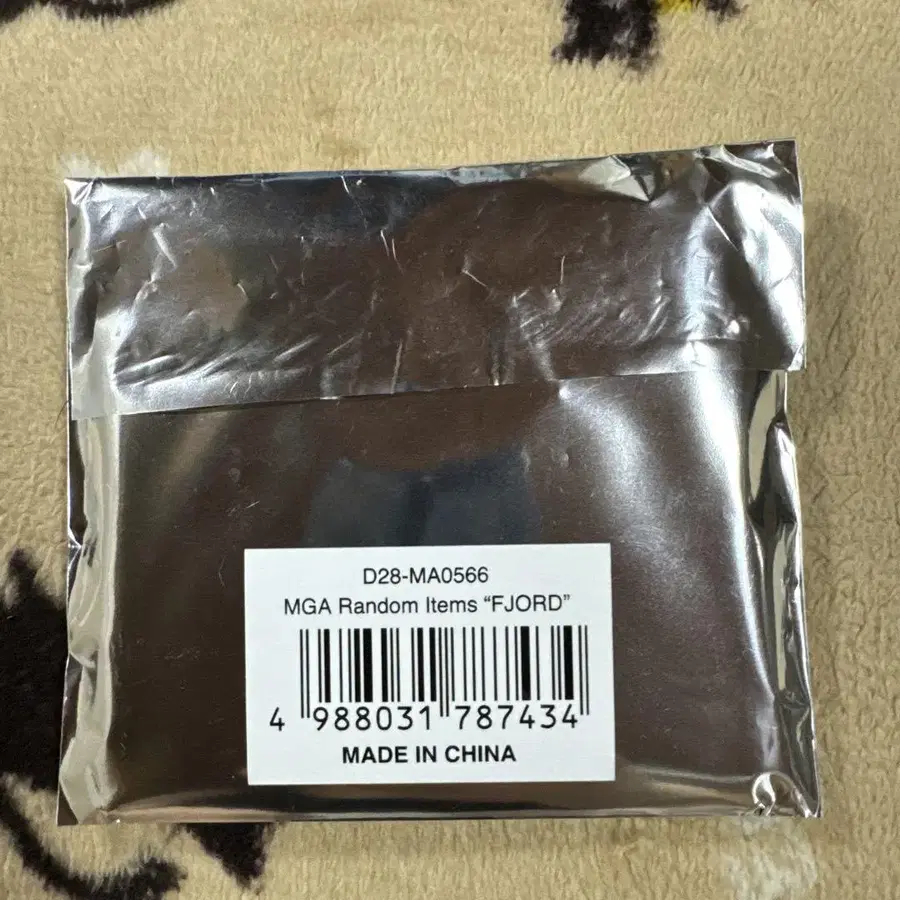 D28-MA0566
MGA Random Items “FJORD”
4 988031 787434
MADE IN CHINA